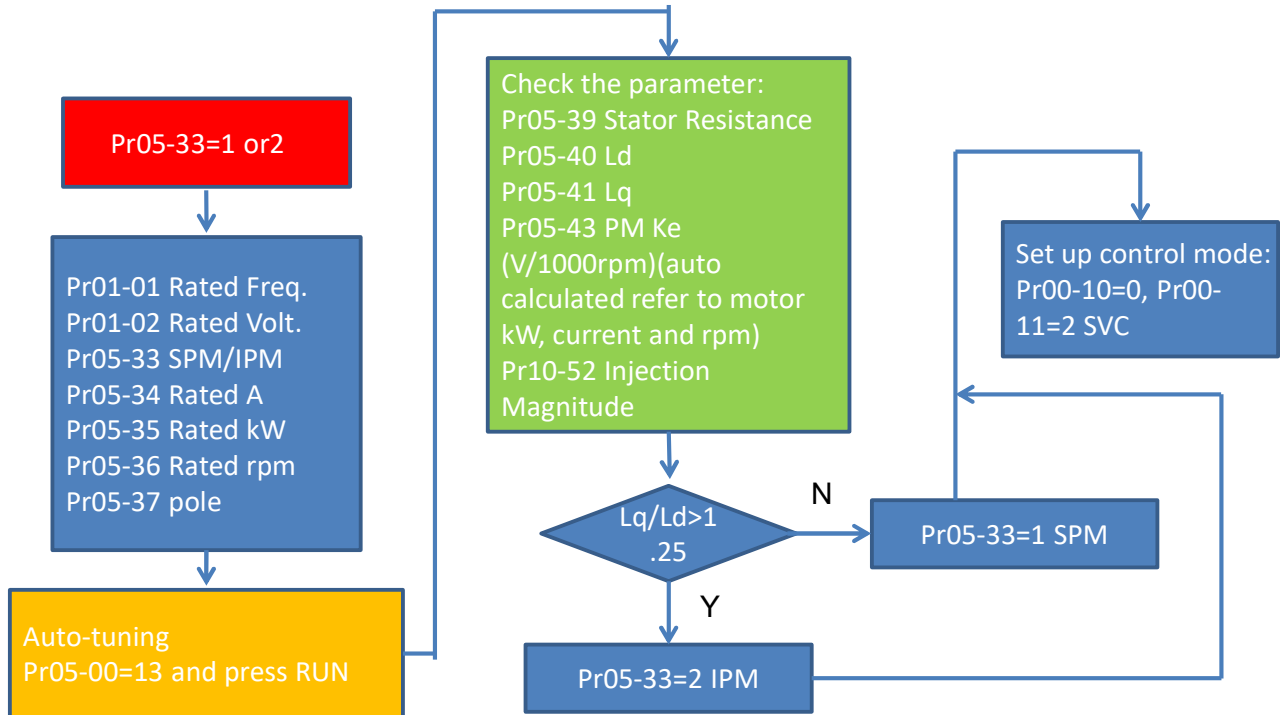 Pr05-33=1 or2
Pr01-01 Rated Freq.
Pr01-02 Rated Volt.
Pr05-33 SPM/IPM
Pr05-34 Rated A
Pr05-35 Rated kW
Pr05-36 Rated rpm
Pr05-37 pole
Auto-tuning
Pr05-00=13 and press RUN
Check the parameter:
Pr05-39 Stator Resistance
Pr05-40 Ld
Pr05-41 Lq
Pr05-43 PM Ke
(V/1000rpm)(auto
calculated refer to motor
kW, current and rpm)
Pr10-52 Injection
Magnitude
Lq/Ld>1
.25
N
Pr05-33=1 SPM
Y
Pr05-33=2 IPM
Set up control mode:
Pr00-10=0, Pr00-
11=2 SVC